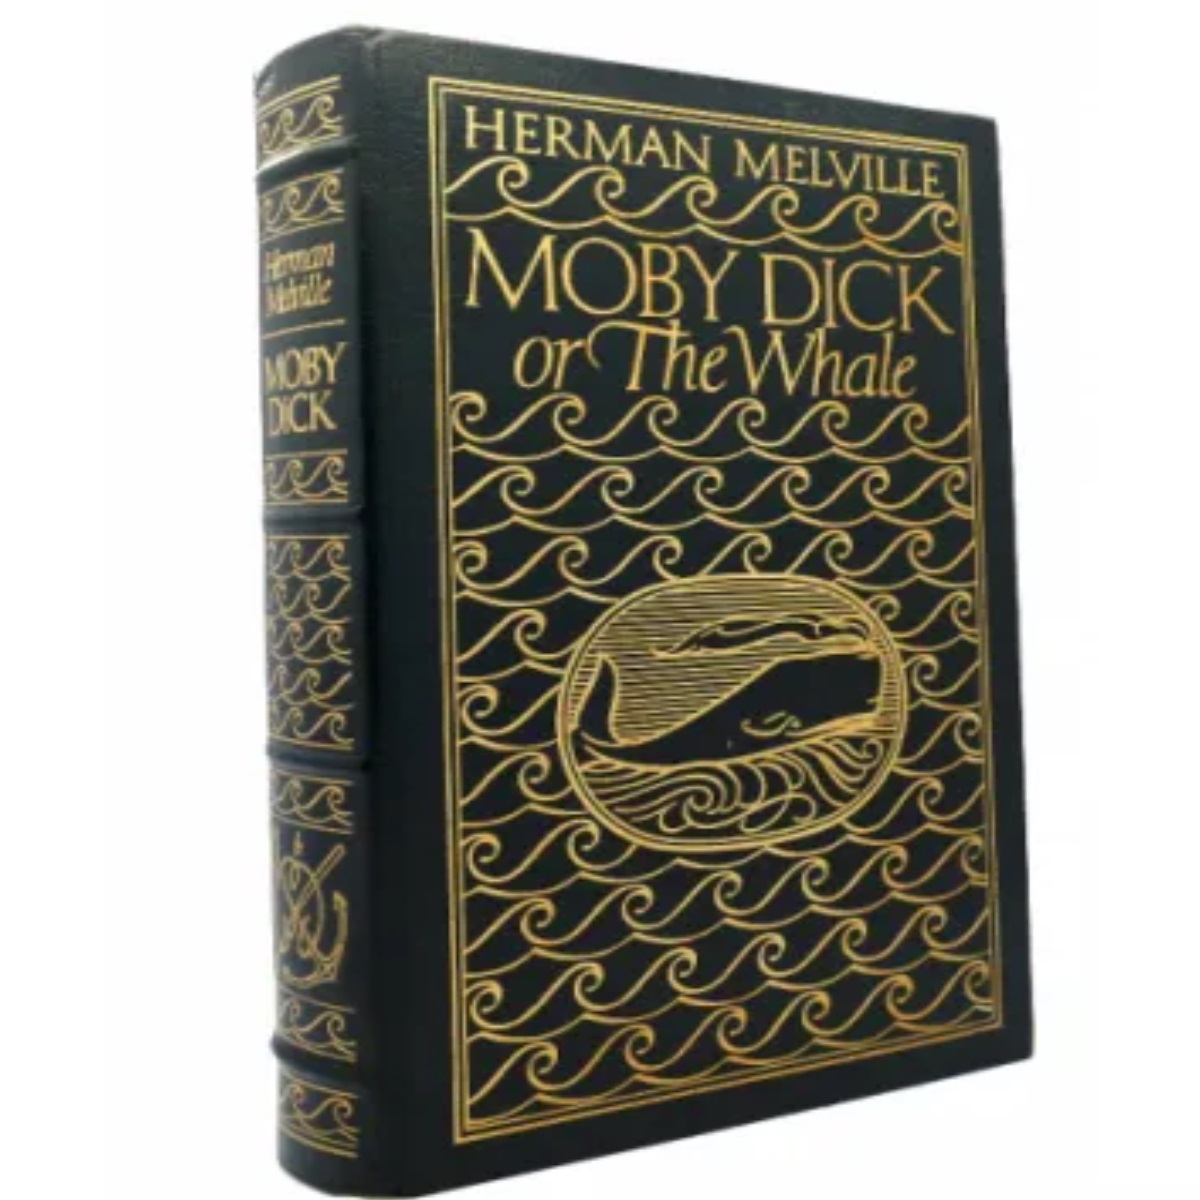 HERMAN MELVILLE
MOBY DICK
or The Whale
Herman
Melville
MOBY
DICK